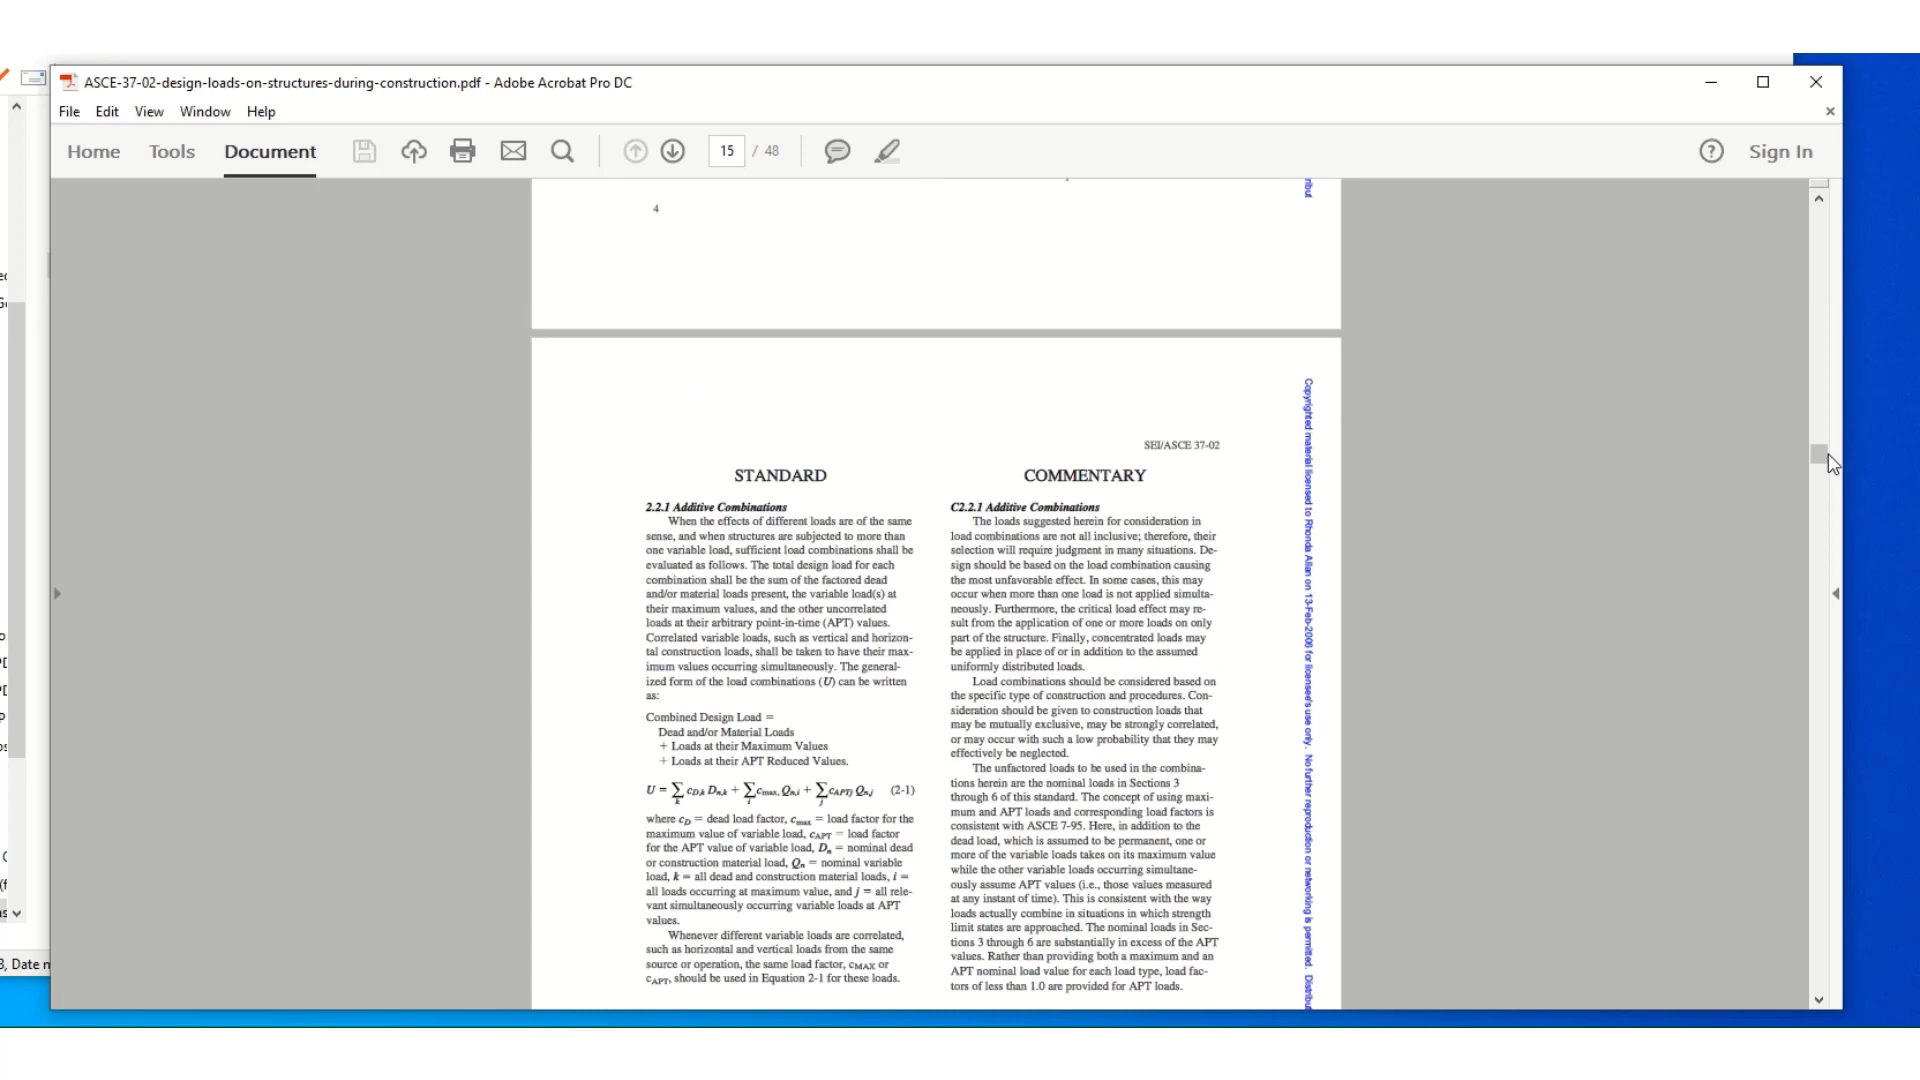 ASCE-37-02-design-loads-on-structures-during-construction.pdf - Adobe Acrobat Pro DC
File Edit View Window Help
Home Tools Document 15 / 48 Sign In
4
SEI/ASCE 37-02
STANDARD
2.2.1 Additive Combinations
When the effects of different loads are of the same
sense, and when structures are subjected to more than
one variable load, sufficient load combinations shall be
evaluated as follows. The total design load for each
combination shall be the sum of the factored dead
and/or material loads present, the variable load(s) at
their maximum values, and the other uncorrelated
loads at their arbitrary point-in-time (APT) values.
Correlated variable loads, such as vertical and horizon-
tal construction loads, shall be taken to have their max-
imum values occurring simultaneously. The general-
ized form of the load combinations (U) can be written
as:
Combined Design Load =
Dead and/or Material Loads
+ Loads at their Maximum Values
+ Loads at their APT Reduced Values.
U = ∑k cD,k Dn,k + ∑i cmax, Qn,i + ∑j cAPTj Qn,j (2-1)
where cD = dead load factor, cmax = load factor for the
maximum value of variable load, cAPT = load factor
for the APT value of variable load, Dn = nominal dead
or construction material load, Qn = nominal variable
load, k = all dead and construction material loads, i =
all loads occurring at maximum value, and j = all rele-
vant simultaneously occurring variable loads at APT
values.
Whenever different variable loads are correlated,
such as horizontal and vertical loads from the same
source or operation, the same load factor, cMAX or
cAPT, should be used in Equation 2-1 for these loads.
COMMENTARY
C2.2.1 Additive Combinations
The loads suggested herein for consideration in
load combinations are not all inclusive; therefore, their
selection will require judgment in many situations. De-
sign should be based on the load combination causing
the most unfavorable effect. In some cases, this may
occur when more than one load is not applied simulta-
neously. Furthermore, the critical load effect may re-
sult from the application of one or more loads on only
part of the structure. Finally, concentrated loads may
be applied in place of or in addition to the assumed
uniformly distributed loads.
Load combinations should be considered based on
the specific type of construction and procedures. Con-
sideration should be given to construction loads that
may be mutually exclusive, may be strongly correlated,
or may occur with such a low probability that they may
effectively be neglected.
The unfactored loads to be used in the combina-
tions herein are the nominal loads in Sections 3
through 6 of this standard. The concept of using maxi-
mum and APT loads and corresponding load factors is
consistent with ASCE 7-95. Here, in addition to the
dead load, which is assumed to be permanent, one or
more of the variable loads takes on its maximum value
while the other variable loads occurring simultane-
ously assume APT values (i.e., those values measured
at any instant of time). This is consistent with the way
loads actually combine in situations in which strength
limit states are approached. The nominal loads in Sec-
tions 3 through 6 are substantially in excess of the APT
values. Rather than providing both a maximum and an
APT nominal load value for each load type, load fac-
tors of less than 1.0 are provided for APT loads.
ribut
Copyrighted material licensed to Rhonda Allan on 13-Feb-2006 for licensee's use only. No further reproduction or networking is permitted. Distribu
3, Date n